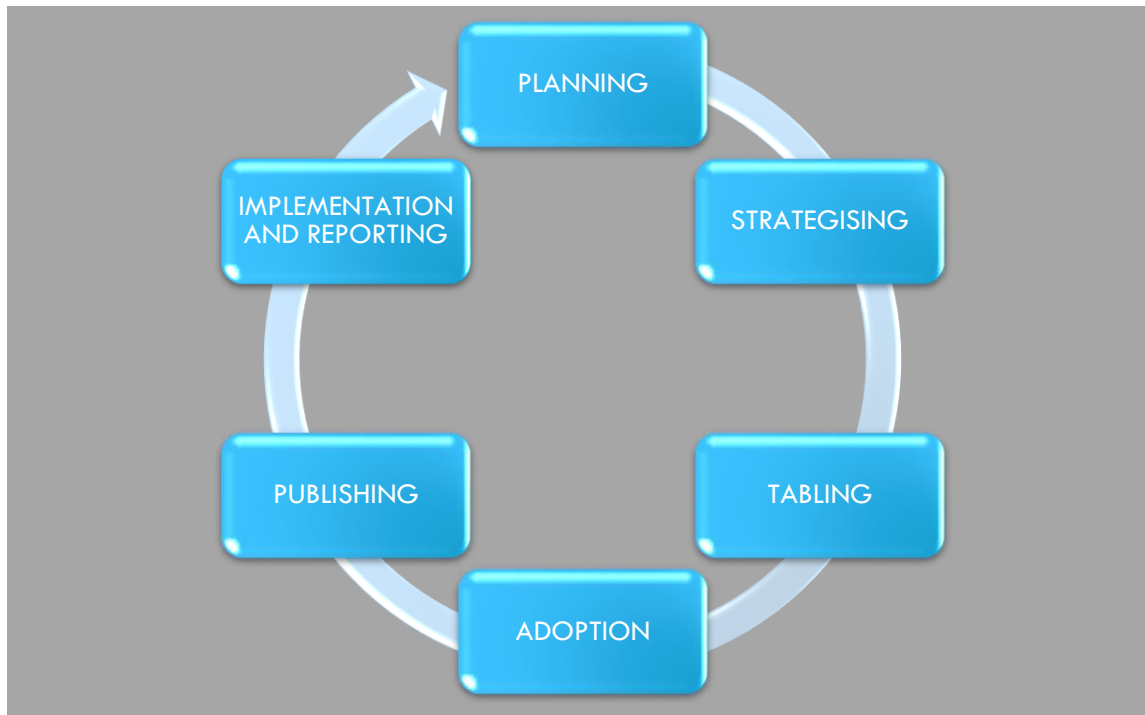 PLANNING
STRATEGISING
TABLING
ADOPTION
PUBLISHING
IMPLEMENTATION
AND REPORTING